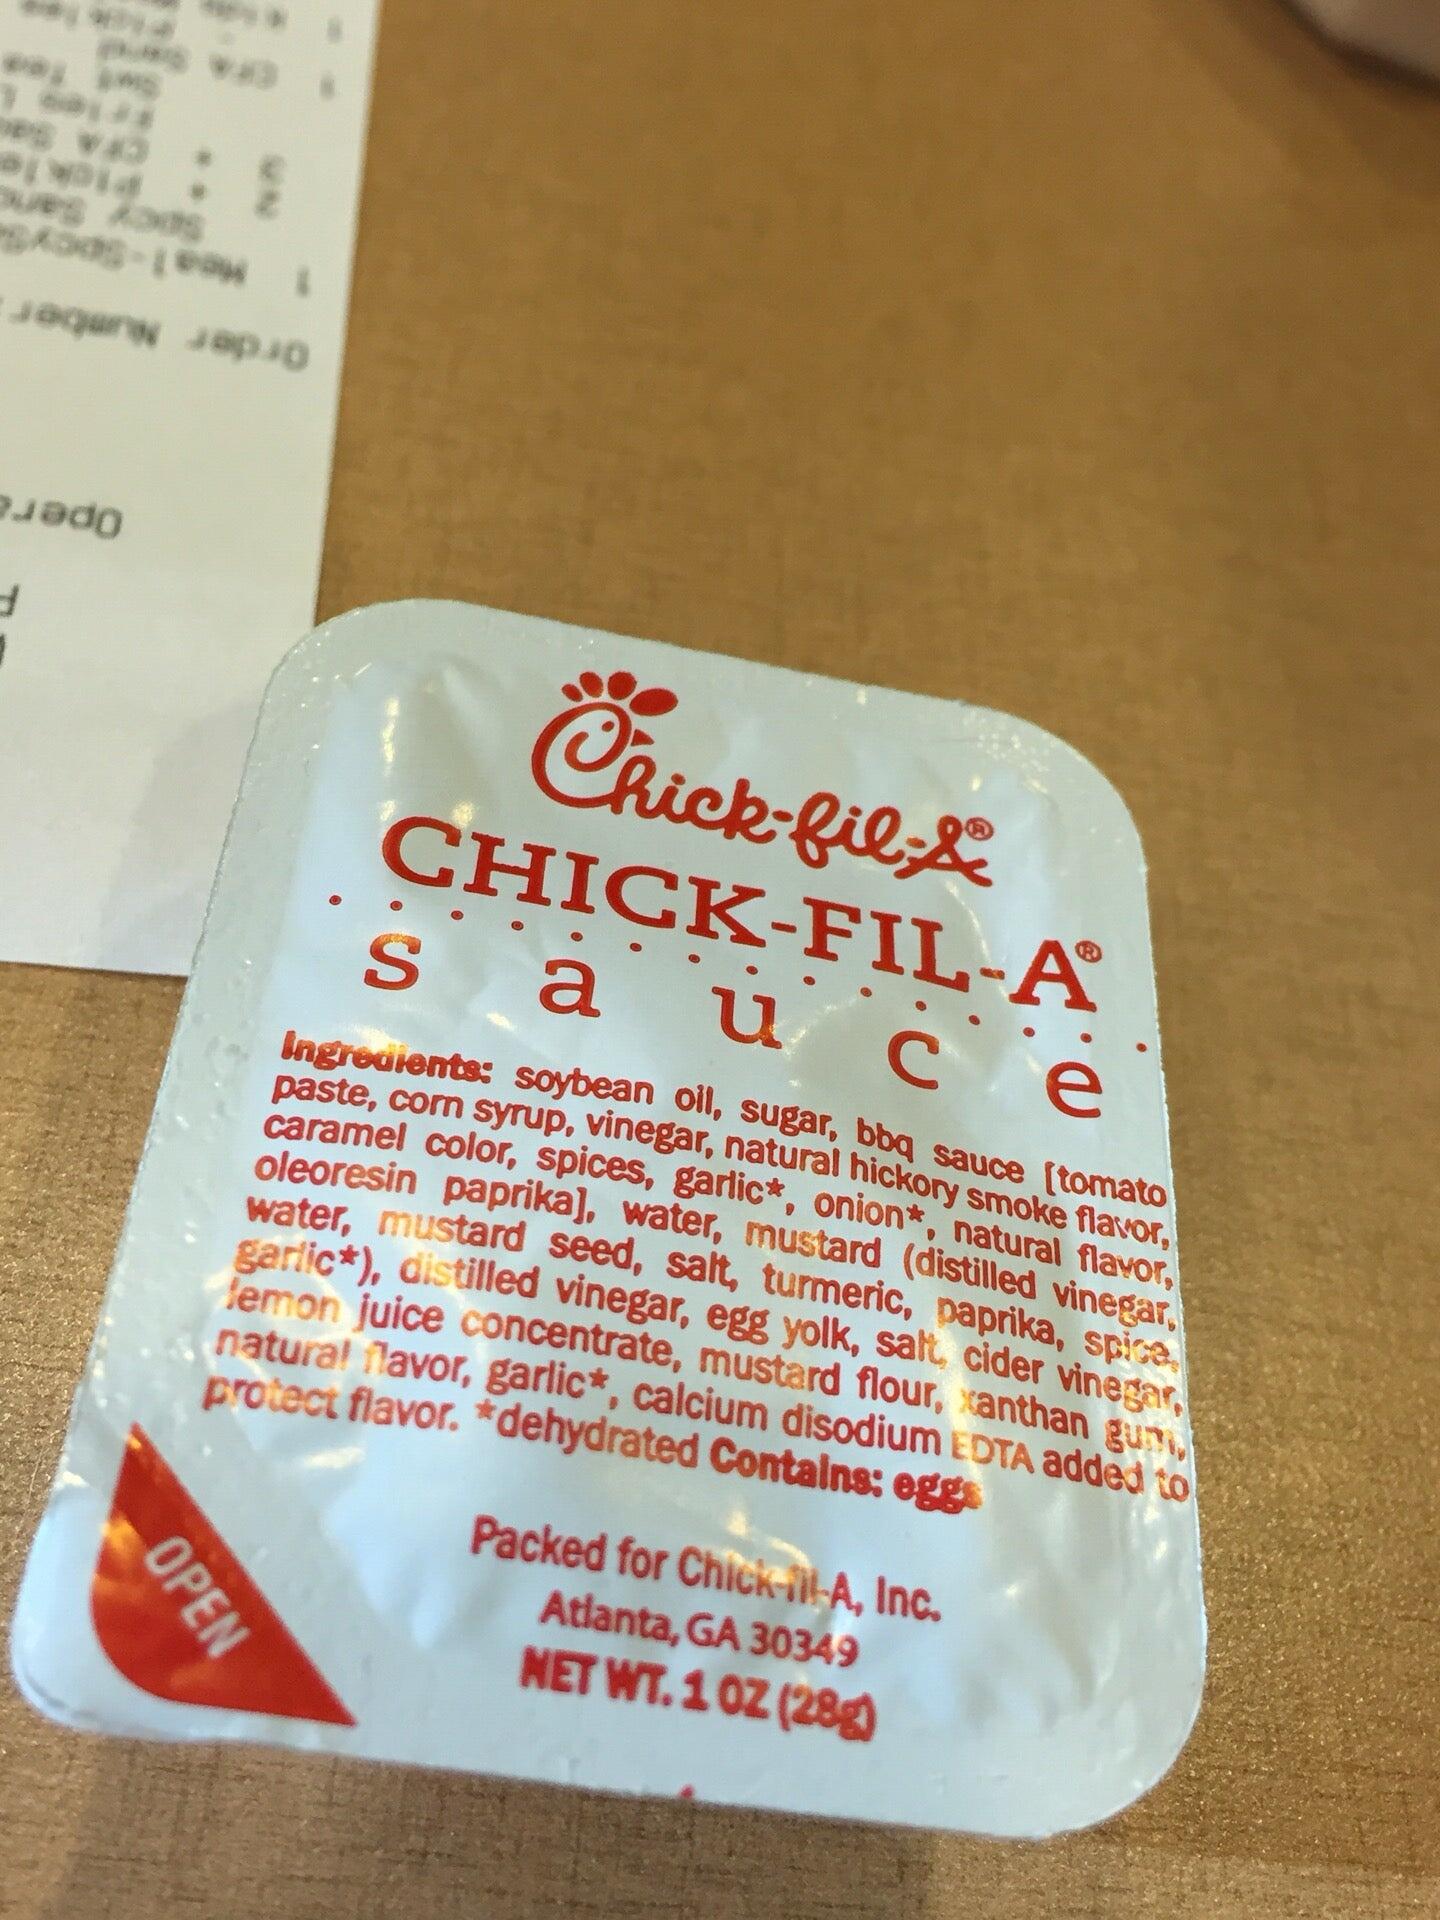 1 Meal-SpcyS
Spcy Sand
2 * Pickle
3 * CFA Sau
Fries L
Swt Tea
1 CFA Sand
Order Number
Opera
Chick-fil-A®
CHICK-FIL-A®
sauce
Ingredients: soybean oil, sugar, bbq sauce [tomato
paste, corn syrup, vinegar, natural hickory smoke flavor,
caramel color, spices, garlic*, onion*, natural flavor,
oleoresin paprika], water, mustard (distilled vinegar,
water, mustard seed, salt, turmeric, paprika, spice,
garlic*), distilled vinegar, egg yolk, salt, cider vinegar,
lemon juice concentrate, mustard flour, xanthan gum,
natural flavor, garlic*, calcium disodium EDTA added to
protect flavor. *dehydrated Contains: eggs
Packed for Chick-fil-A, Inc.
Atlanta, GA 30349
NET WT. 1 OZ (28g)
OPEN